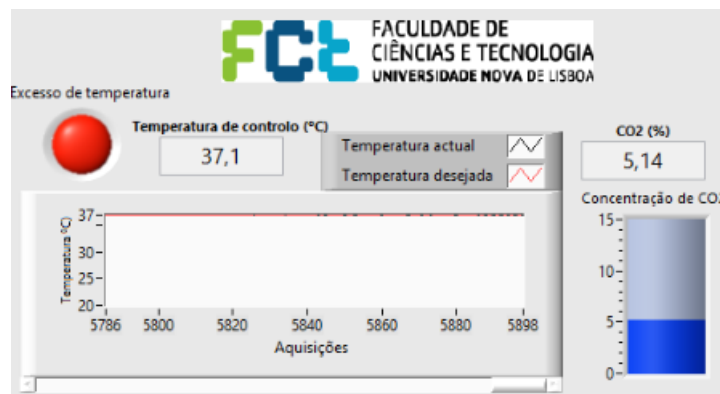 FCt
FACULDADE DE
CIÊNCIAS E TECNOLOGIA
UNIVERSIDADE NOVA DE LISBOA
Excesso de temperatura
Temperatura de controlo (ºC)
37,1
Temperatura actual
Temperatura desejada
CO2 (%)
5,14
Concentração de CO2
Temperatura ºC)
37
30
25
20
5786 5800 5820 5840 5860 5880 5898
Aquisições
15
10
5
0